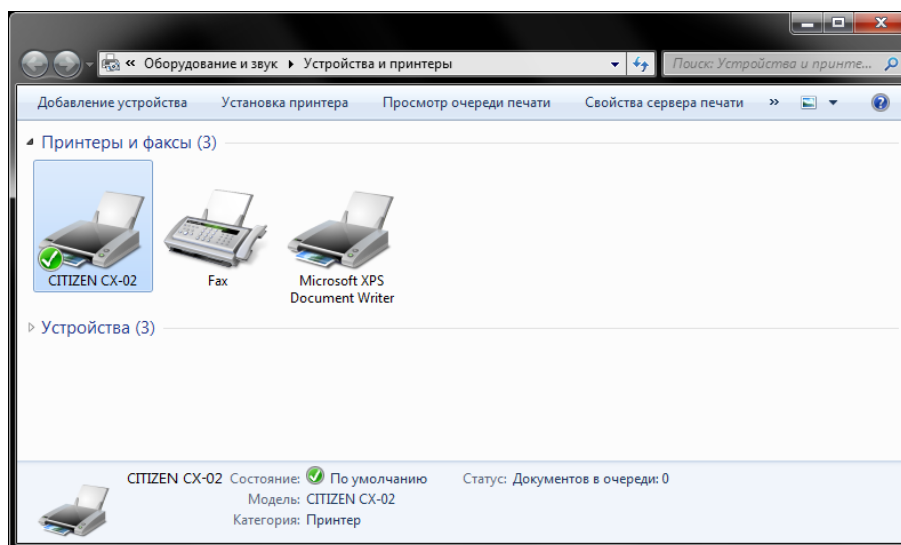 « Оборудование и звук ▸ Устройства и принтеры
Поиск: Устройства и принте...
Добавление устройства Установка принтера Просмотр очереди печати Свойства сервера печати »
Принтеры и факсы (3)
CITIZEN CX-02
Fax
Microsoft XPS
Document Writer
Устройства (3)
CITIZEN CX-02 Состояние: По умолчанию Статус: Документов в очереди: 0
Модель: CITIZEN CX-02
Категория: Принтер